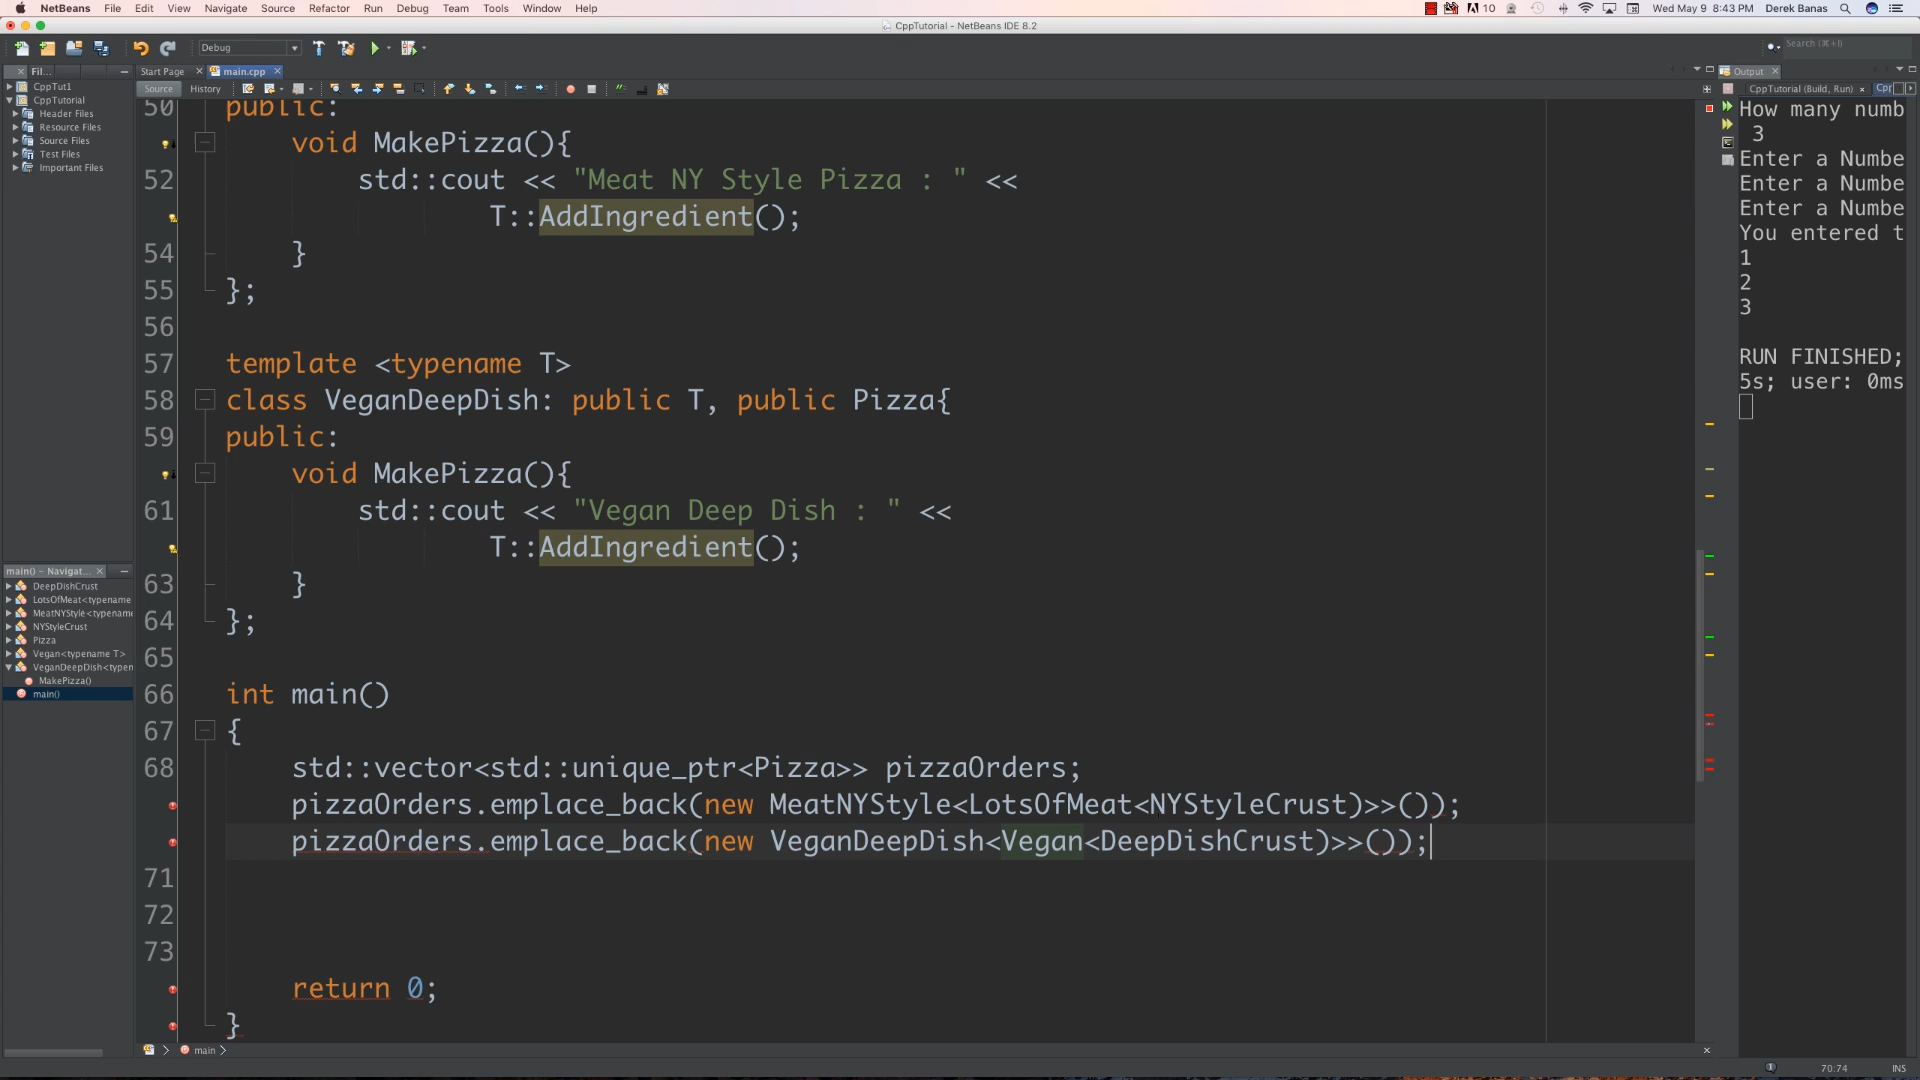 NetBeans File Edit View Navigate Source Refactor Run Debug Team Tools Window Help 10 Wed May 9 8:43 PM Derek Banas
CppTutorial - NetBeans IDE 8.2
Debug
Search (⌘+I)
Fil...
CppTut1
CppTutorial
Header Files
Resource Files
Source Files
Test Files
Important Files
main() - Navigat...
DeepDishCrust
LotsOfMeat<typename
MeatNYStyle<typename
NYStyleCrust
Pizza
Vegan<typename T>
VeganDeepDish<typen
MakePizza()
main()
Start Page main.cpp
Source History
50 public:
void MakePizza(){
52 std::cout << "Meat NY Style Pizza : " <<
T::AddIngredient();
54 }
55 };
56
57 template <typename T>
58 class VeganDeepDish: public T, public Pizza{
59 public:
void MakePizza(){
61 std::cout << "Vegan Deep Dish : " <<
T::AddIngredient();
63 }
64 };
65
66 int main()
67 {
68 std::vector<std::unique_ptr<Pizza>> pizzaOrders;
pizzaOrders.emplace_back(new MeatNYStyle<LotsOfMeat<NYStyleCrust)>>());
pizzaOrders.emplace_back(new VeganDeepDish<Vegan<DeepDishCrust)>>());
71
72
73
return 0;
}
main
Output
CppTutorial (Build, Run) Cpr
How many numb
3
Enter a Numbe
Enter a Numbe
Enter a Numbe
You entered t
1
2
3
RUN FINISHED;
5s; user: 0ms
70:74 INS